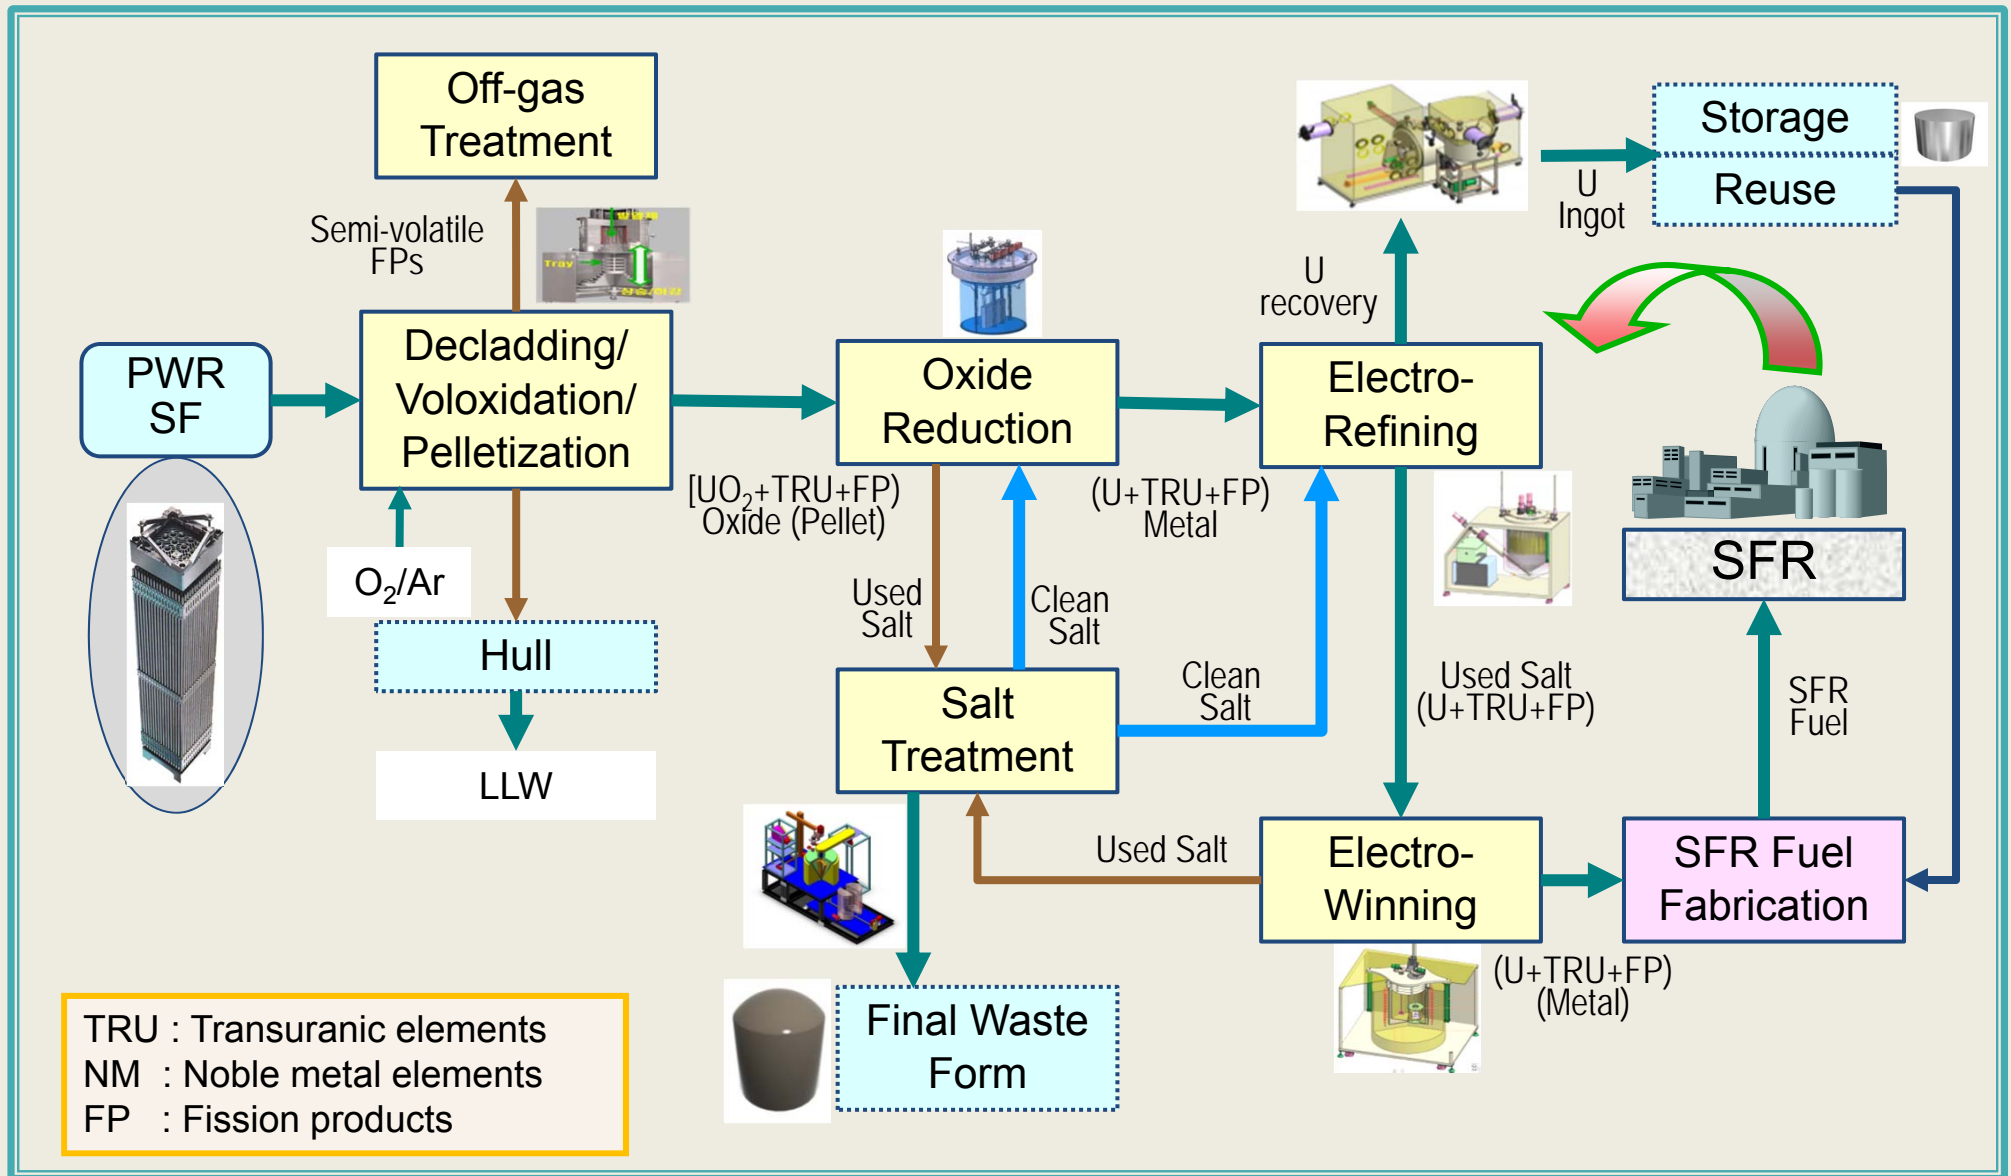 Off-gas
Treatment
Semi-volatile
FPs
Tray
PWR
SF
Decladding/
Voloxidation/
Pelletization
O₂/Ar
Hull
LLW
[UO₂+TRU+FP)
Oxide (Pellet)
Oxide
Reduction
(U+TRU+FP)
Metal
Used
Salt
Clean
Salt
Salt
Treatment
Clean
Salt
Final Waste
Form
Electro-
Refining
U
recovery
U
Ingot
Storage
Reuse
Used Salt
(U+TRU+FP)
Used Salt
Electro-
Winning
(U+TRU+FP)
(Metal)
SFR Fuel
Fabrication
SFR
Fuel
SFR
TRU : Transuranic elements
NM : Noble metal elements
FP : Fission products